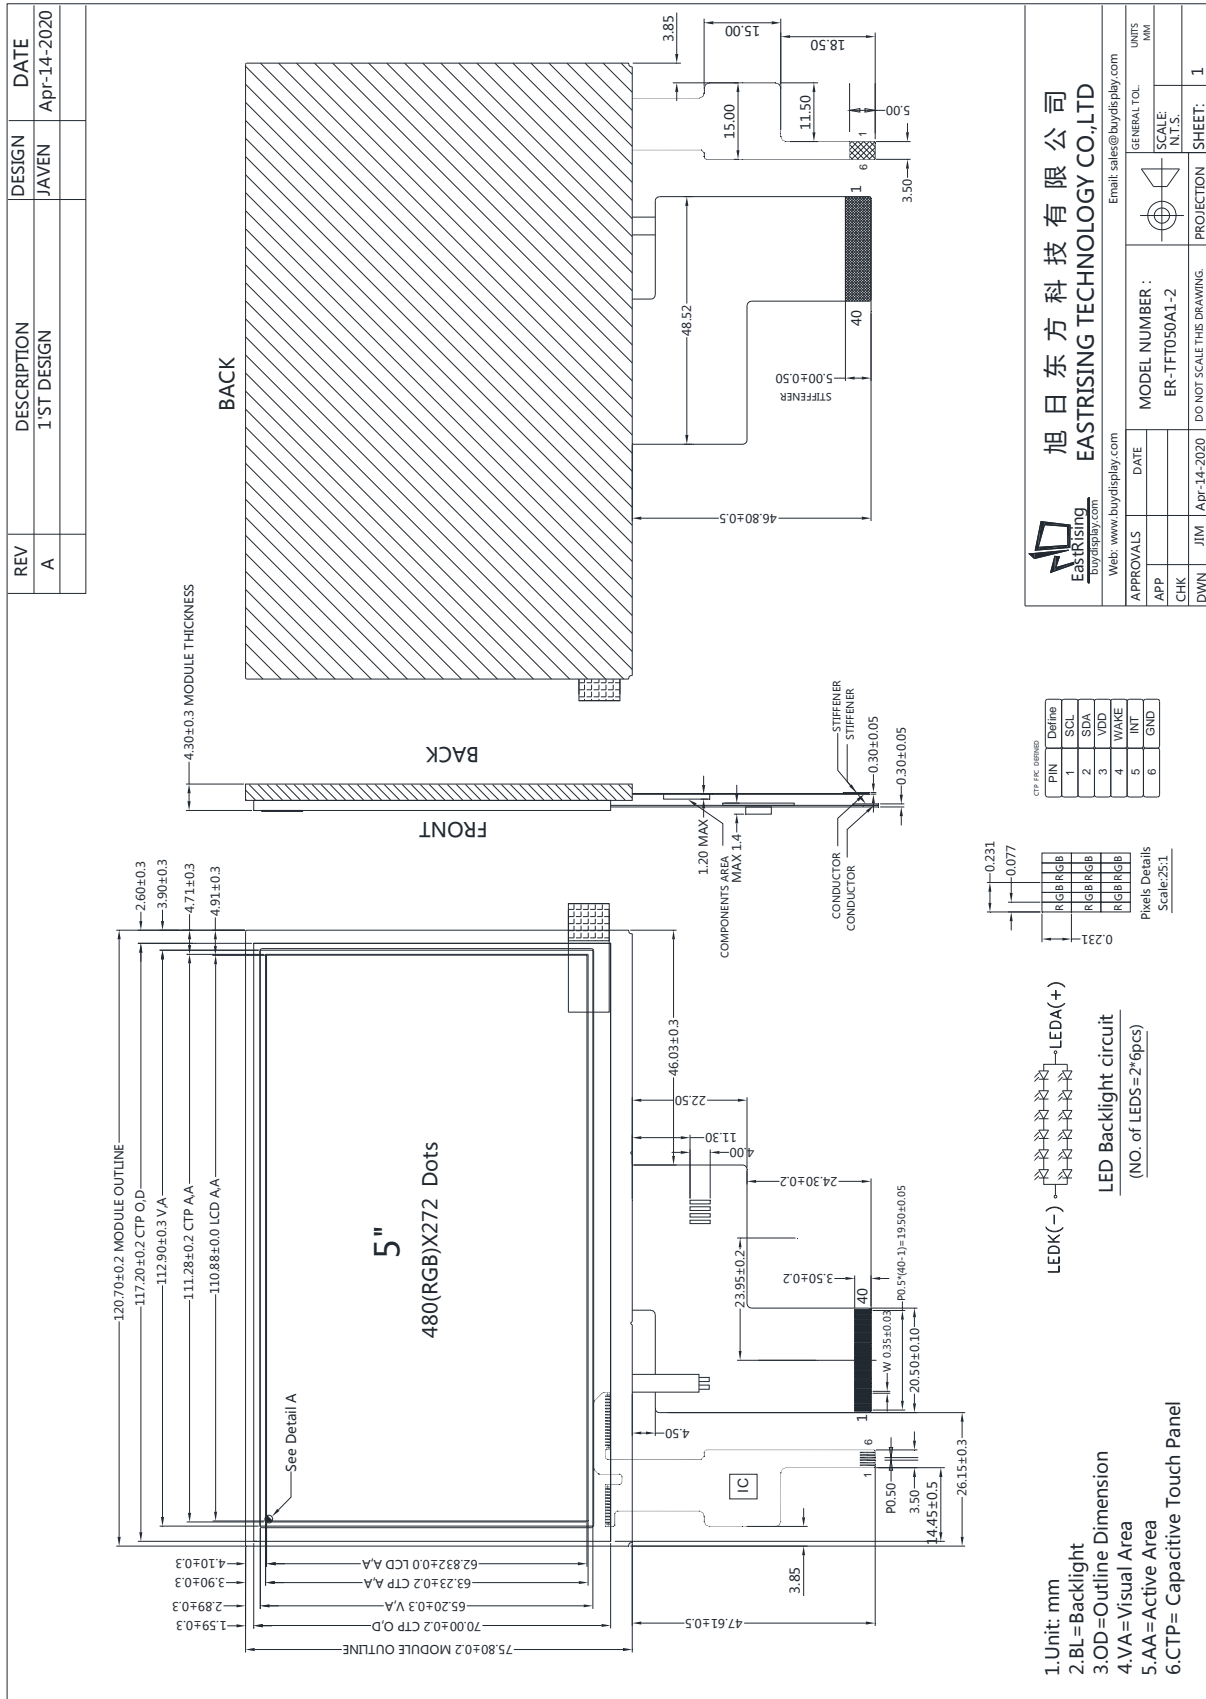 REV DESCRIPTION DESIGN DATE
A 1'ST DESIGN JAVEN Apr-14-2020
120.70±0.2 MODULE OUTLINE
117.20±0.2 CTP O,D
112.90±0.3 V,A
111.28±0.2 CTP A,A
110.88±0.0 LCD A,A
2.60±0.3
3.90±0.3
4.71±0.3
4.91±0.3
See Detail A
5"
480(RGB)X272 Dots
75.80±0.2 MODULE OUTLINE
70.00±0.2 CTP O,D
65.20±0.3 V,A
63.23±0.2 CTP A,A
62.832±0.0 LCD A,A
1.59±0.3
2.89±0.3
3.90±0.3
4.10±0.3
46.03±0.3
22.50
11.30
4.00
24.30±0.2
23.95±0.2
3.50±0.2
4.50
IC
1 6
1 40
P0.5*(40-1)=19.50±0.05
W 0.35±0.03
20.50±0.10
P0.50
3.50
14.45±0.5
26.15±0.3
3.85
47.61±0.5
4.30±0.3 MODULE THICKNESS
FRONT
BACK
1.20 MAX
COMPONENTS AREA
MAX 1.4
CONDUCTOR
CONDUCTOR
STIFFENER
STIFFENER
0.30±0.05
0.30±0.05
BACK
3.85
15.00
18.50
15.00
11.50
5.00
6 1
3.50
48.52
40 1
5.00±0.50
STIFFENER
46.80±0.5
1.Unit: mm
2.BL=Backlight
3.OD=Outline Dimension
4.VA=Visual Area
5.AA=Active Area
6.CTP= Capacitive Touch Panel
LEDK(−) LEDA(+)
LED Backlight circuit
(NO. of LEDS=2*6pcs)
0.231
0.077
0.231
R G B R G B R G B
R G B R G B R G B
R G B R G B R G B
Pixels Details
Scale:25:1
CTP FPC DEFINED
PIN Define
1 SCL
2 SDA
3 VDD
4 WAKE
5 INT
6 GND
EastRising
buydisplay.com
旭日东方科技有限公司
EASTRISING TECHNOLOGY CO.,LTD
Web: www.buydisplay.com Email: sales@buydisplay.com
APPROVALS DATE
APP
CHK
DWN JIM Apr-14-2020
MODEL NUMBER :
ER-TFT050A1-2
DO NOT SCALE THIS DRAWING.
PROJECTION
GENERAL TOL. UNITS
MM
SCALE:
N.T.S.
SHEET: 1